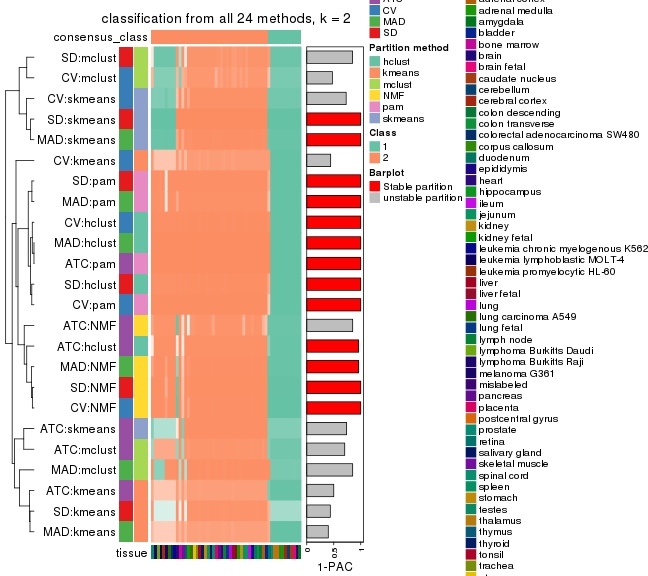 classification from all 24 methods, k = 2
consensus_class
SD:mclust
CV:mclust
CV:skmeans
SD:skmeans
MAD:skmeans
CV:kmeans
SD:pam
MAD:pam
CV:hclust
MAD:hclust
ATC:pam
SD:hclust
CV:pam
ATC:NMF
ATC:hclust
MAD:NMF
SD:NMF
CV:NMF
ATC:skmeans
ATC:mclust
MAD:mclust
ATC:kmeans
SD:kmeans
MAD:kmeans
tissue
0
0.5
1
1-PAC
CV
MAD
SD
Partition method
hclust
kmeans
mclust
NMF
pam
skmeans
Class
1
2
Barplot
Stable partition
unstable partition
adrenal medulla
amygdala
bladder
bone marrow
brain
brain fetal
caudate nucleus
cerebellum
cerebral cortex
colon descending
colon transverse
colorectal adenocarcinoma SW480
corpus callosum
duodenum
epididymis
heart
hippocampus
ileum
jejunum
kidney
kidney fetal
leukemia chronic myelogenous K562
leukemia lymphoblastic MOLT-4
leukemia promyelocytic HL-60
liver
liver fetal
lung
lung carcinoma A549
lung fetal
lymph node
lymphoma Burkitts Daudi
lymphoma Burkitts Raji
melanoma G361
mislabeled
pancreas
placenta
postcentral gyrus
prostate
retina
salivary gland
skeletal muscle
spinal cord
spleen
stomach
testes
thalamus
thymus
thyroid
tonsil
trachea